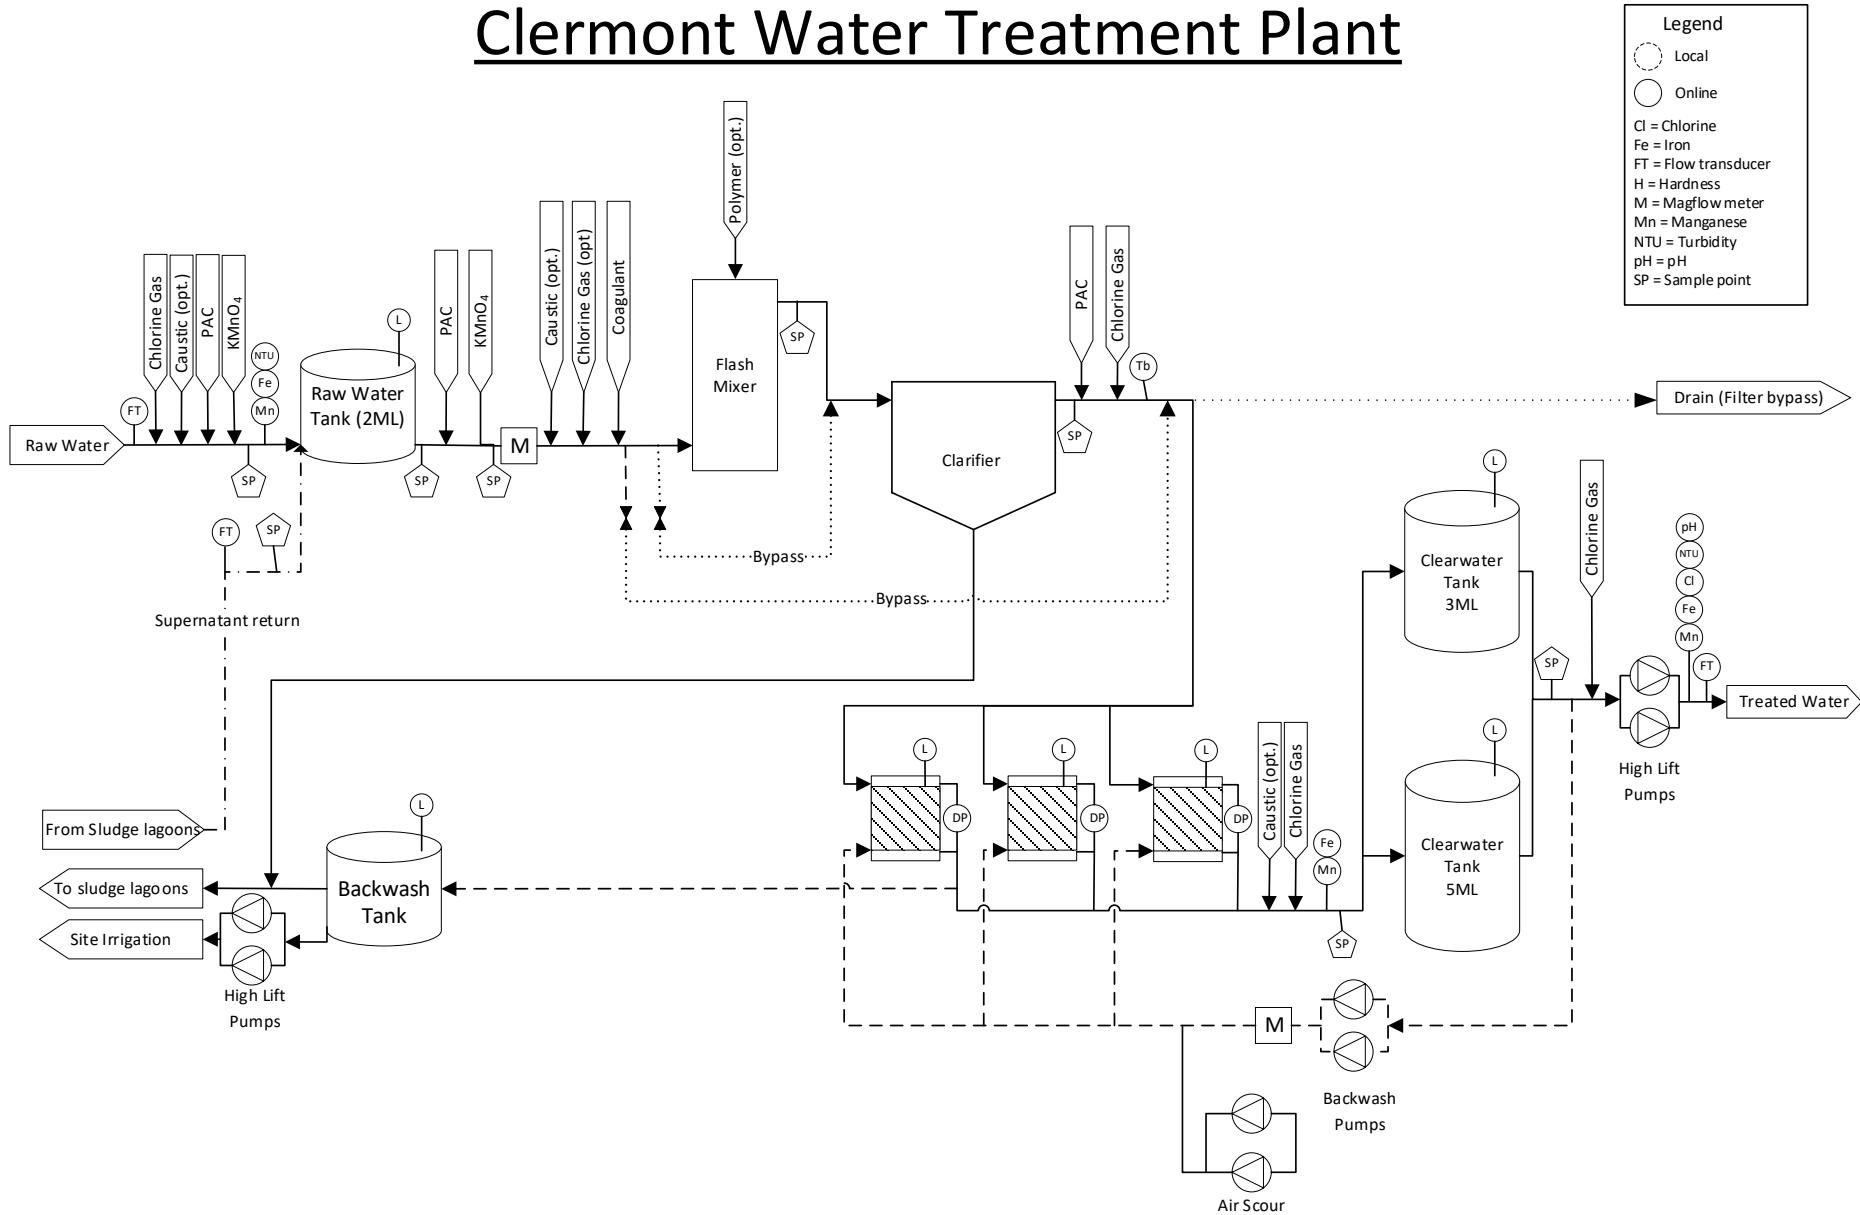 Clermont Water Treatment Plant
Legend
Local
Online
Cl = Chlorine
Fe = Iron
FT = Flow transducer
H = Hardness
M = Magflow meter
Mn = Manganese
NTU = Turbidity
pH = pH
SP = Sample point
Raw Water
FT
Chlorine Gas
Caustic (opt.)
PAC
KMnO4
NTU
Fe
Mn
SP
L
Raw Water
Tank (2ML)
SP
PAC
KMnO4
SP
M
Caustic (opt.)
Chlorine Gas (opt)
Coagulant
Polymer (opt.)
Flash
Mixer
SP
Bypass
Bypass
Clarifier
PAC
Chlorine Gas
SP
Tb
Drain (Filter bypass)
FT
SP
Supernatant return
From Sludge lagoons
To sludge lagoons
Site Irrigation
High Lift
Pumps
L
Backwash
Tank
L
DP
L
DP
L
DP
Caustic (opt.)
Chlorine Gas
Fe
Mn
SP
L
Clearwater
Tank
3ML
L
Clearwater
Tank
5ML
SP
Chlorine Gas
High Lift
Pumps
pH
NTU
Cl
Fe
Mn
FT
Treated Water
M
Backwash
Pumps
Air Scour